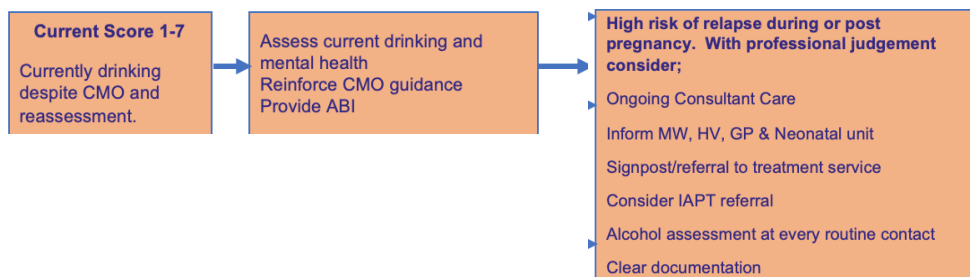 Current Score 1-7
Currently drinking
despite CMO and
reassessment.
Assess current drinking and
mental health
Reinforce CMO guidance
Provide ABI
High risk of relapse during or post
pregnancy. With professional judgement
consider;
Ongoing Consultant Care
Inform MW, HV, GP & Neonatal unit
Signpost/referral to treatment service
Consider IAPT referral
Alcohol assessment at every routine contact
Clear documentation